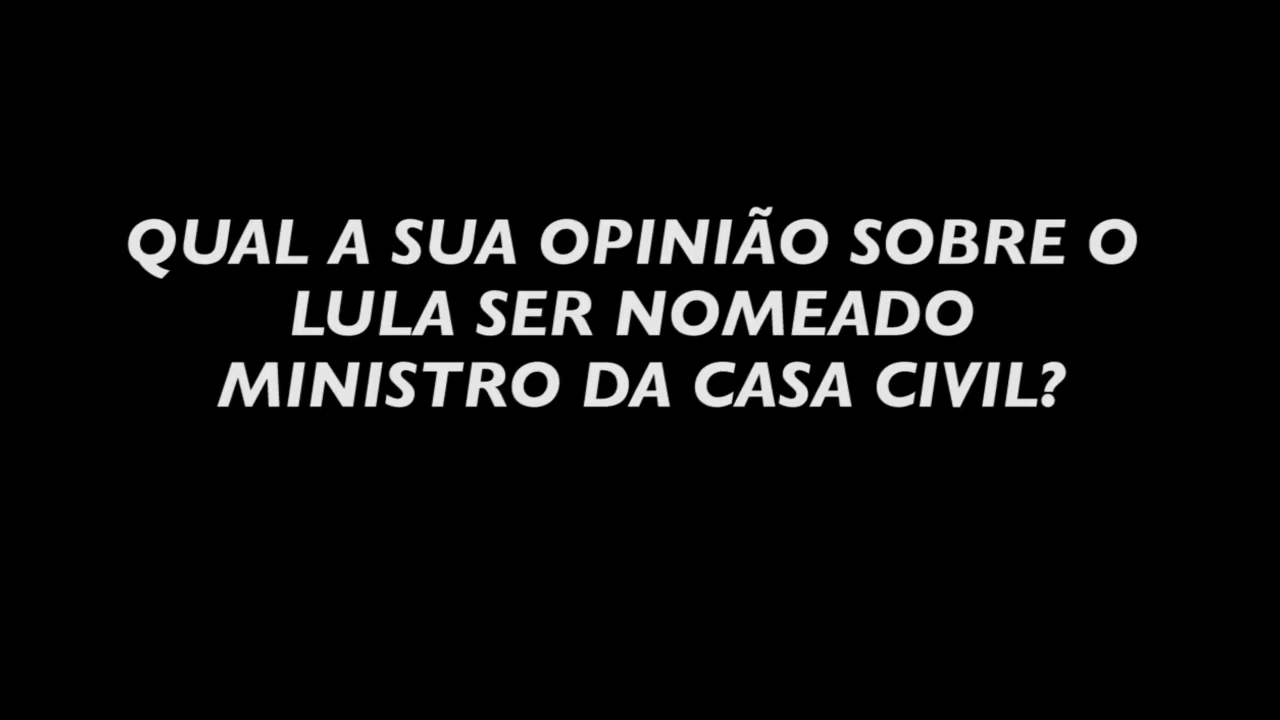 QUAL A SUA OPINIÃO SOBRE O
LULA SER NOMEADO
MINISTRO DA CASA CIVIL?